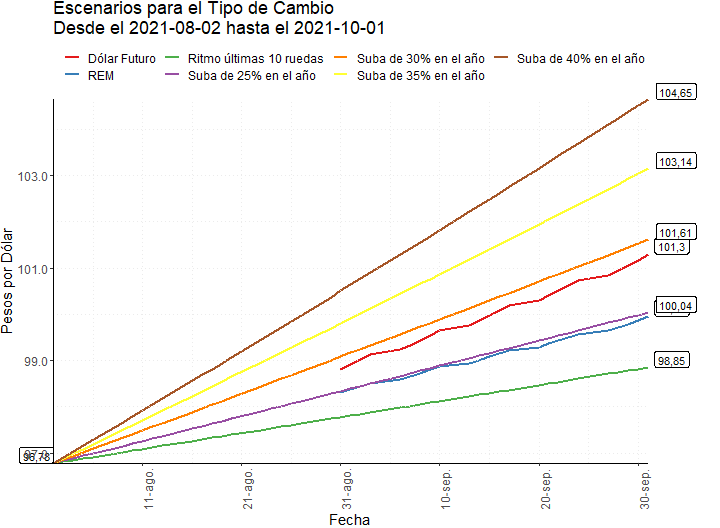 Escenarios para el Tipo de Cambio
Desde el 2021-08-02 hasta el 2021-10-01
Dólar Futuro
Ritmo últimas 10 ruedas
Suba de 30% en el año
Suba de 40% en el año
REM
Suba de 25% en el año
Suba de 35% en el año
104,65
103,14
101,61
101,3
100,04
98,85
96,78
103.0
101.0
99.0
97.0
Pesos por Dólar
11-ago.
21-ago.
31-ago.
10-sep.
20-sep.
30-sep.
Fecha